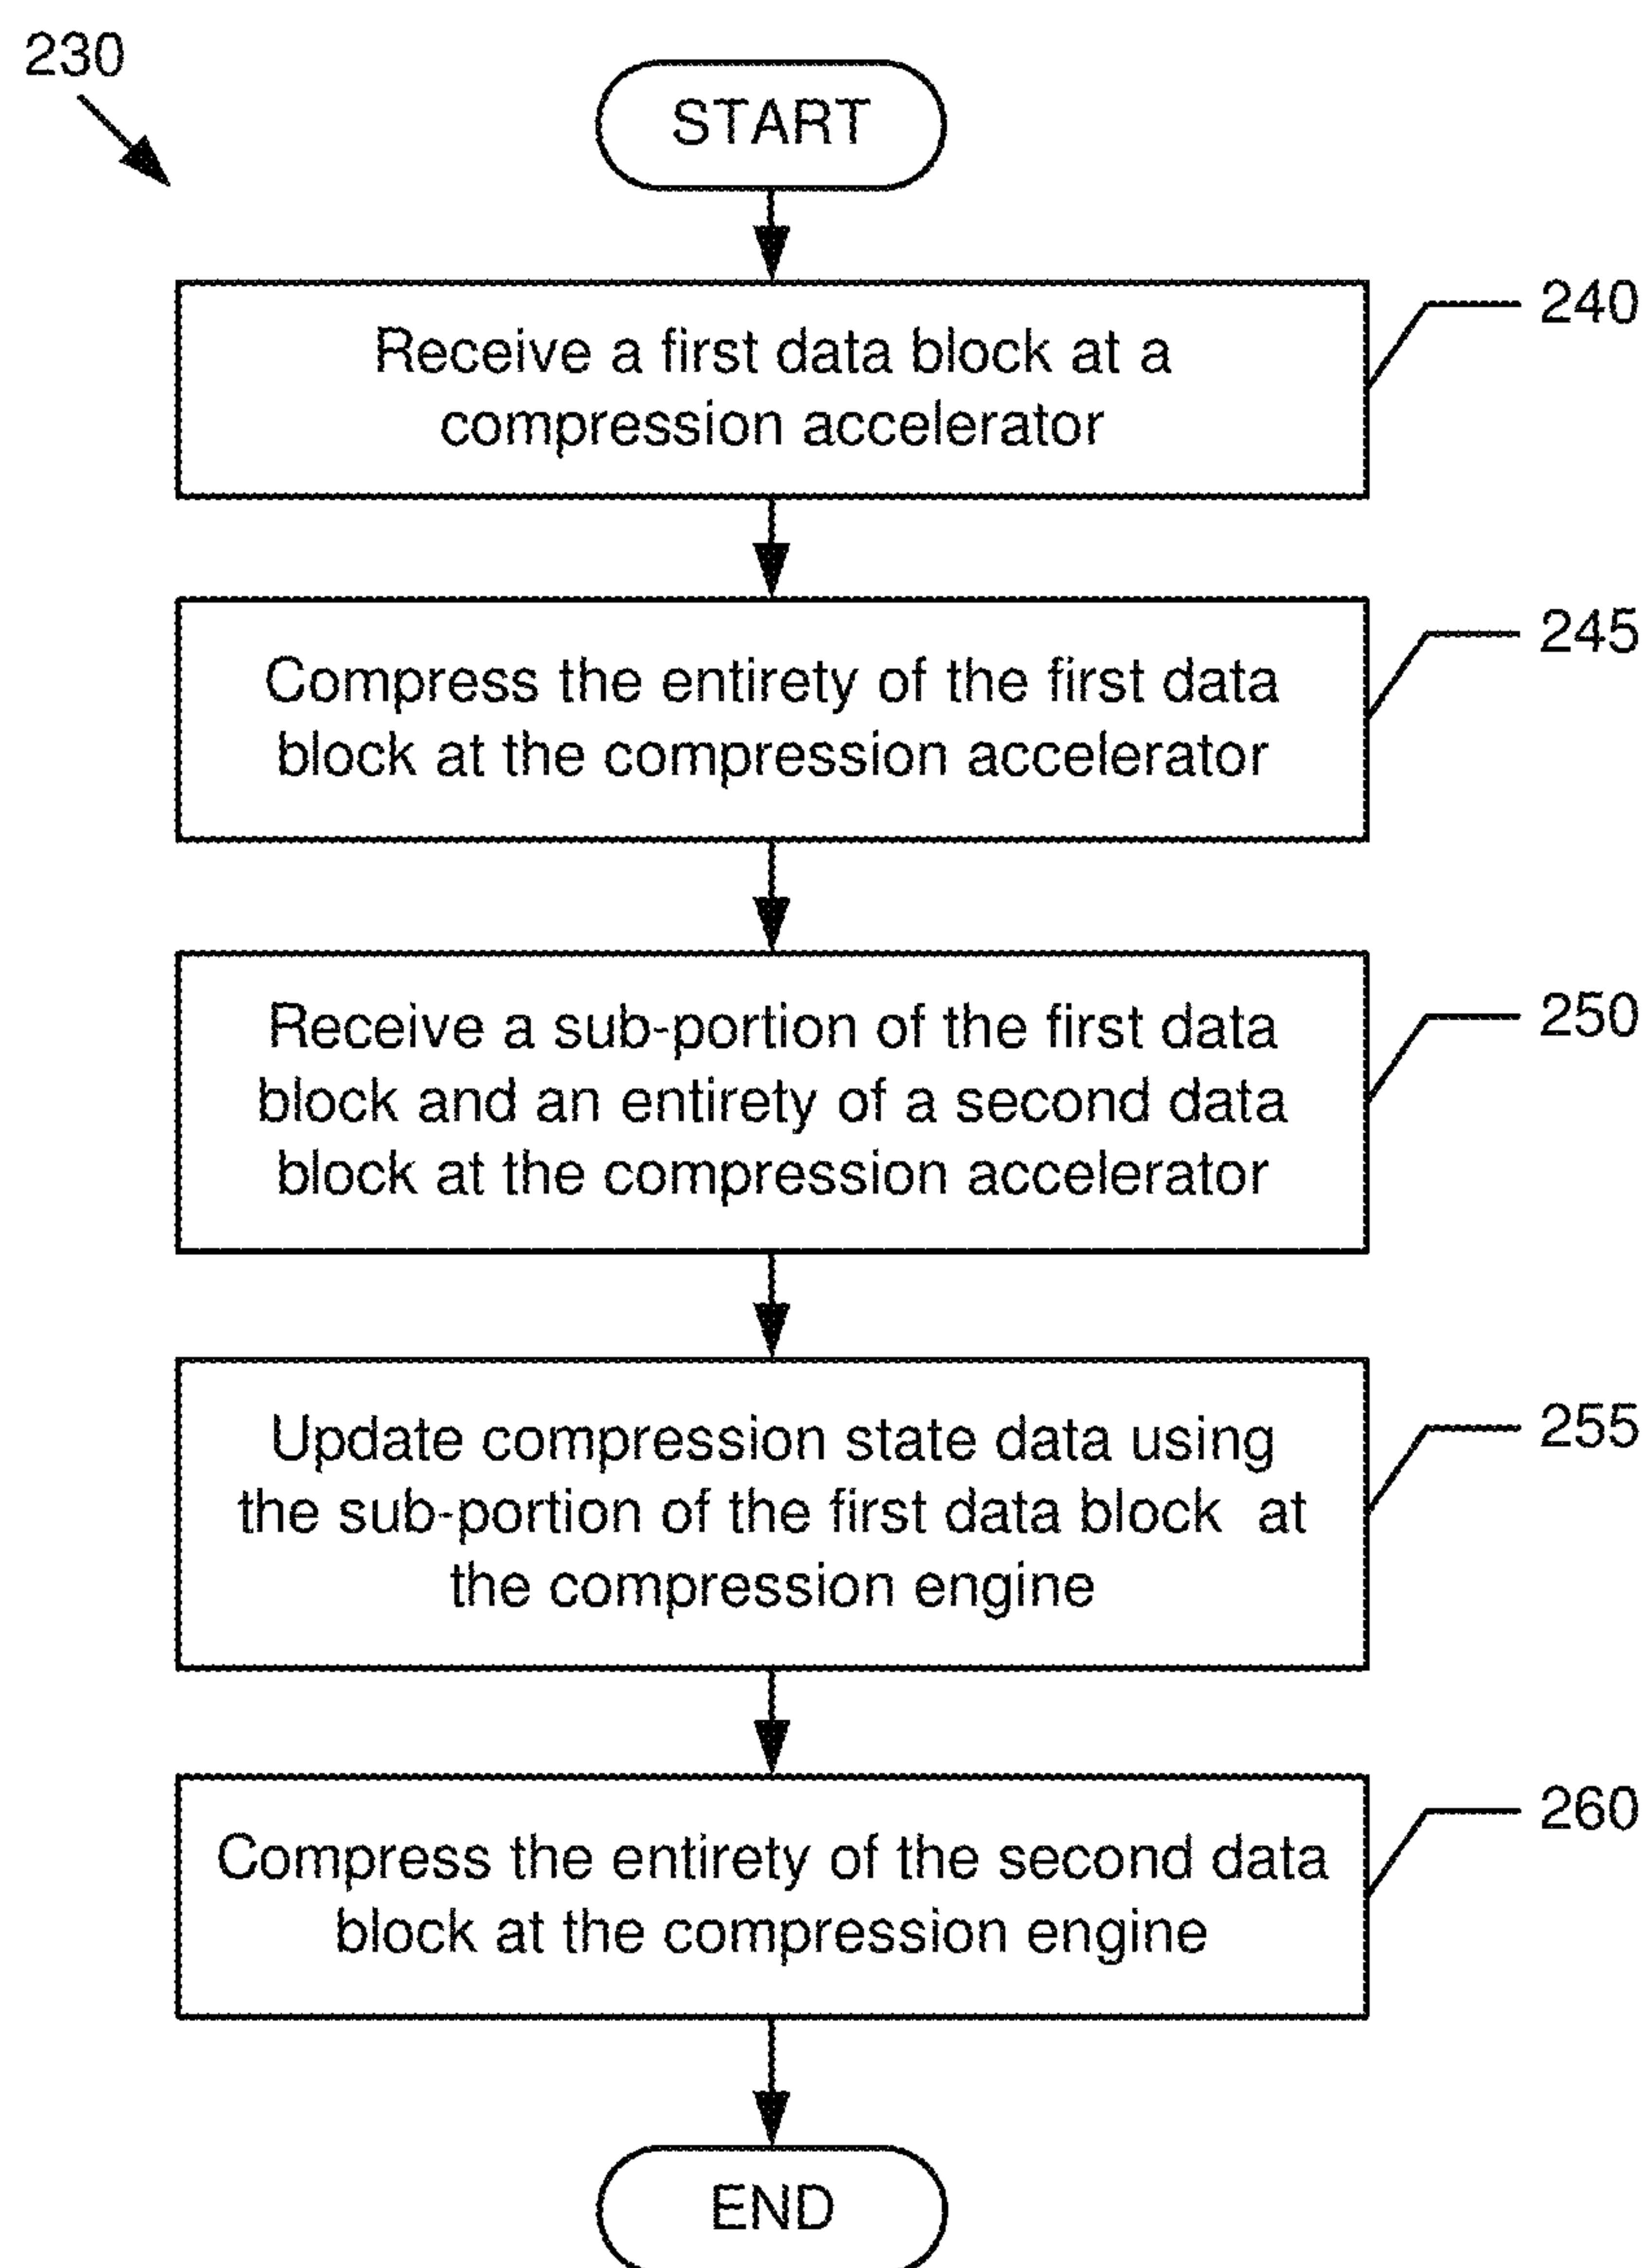 230
START
Receive a first data block at a
compression accelerator
240
Compress the entirety of the first data
block at the compression accelerator
245
Receive a sub-portion of the first data
block and an entirety of a second data
block at the compression accelerator
250
Update compression state data using
the sub-portion of the first data block  at
the compression engine
255
Compress the entirety of the second data
block at the compression engine
260
END